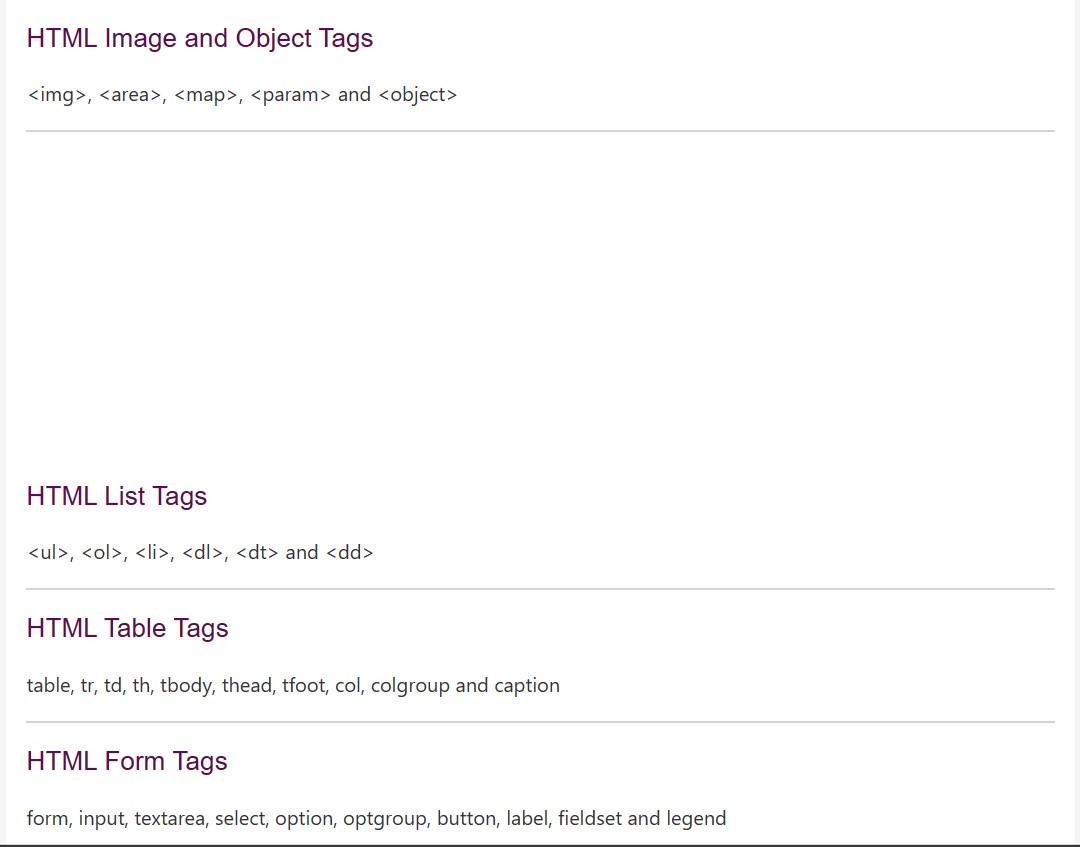 HTML Image and Object Tags
<img>, <area>, <map>, <param> and <object>
HTML List Tags
<ul>, <ol>, <li>, <dl>, <dt> and <dd>
HTML Table Tags
table, tr, td, th, tbody, thead, tfoot, col, colgroup and caption
HTML Form Tags
form, input, textarea, select, option, optgroup, button, label, fieldset and legend